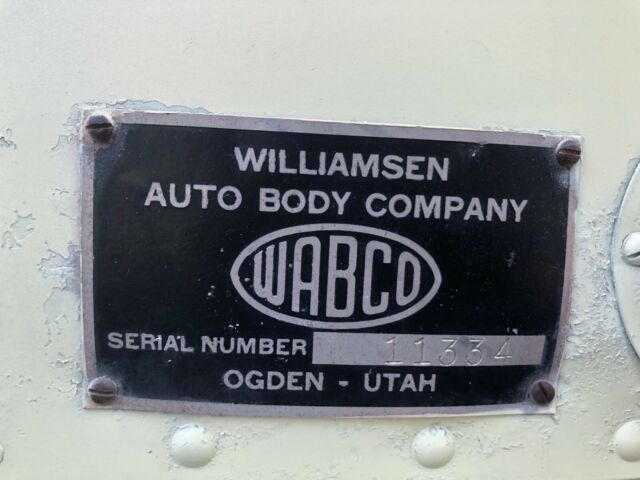 WILLIAMSEN
AUTO BODY COMPANY
WABCO
SERIAL NUMBER 11334
OGDEN - UTAH